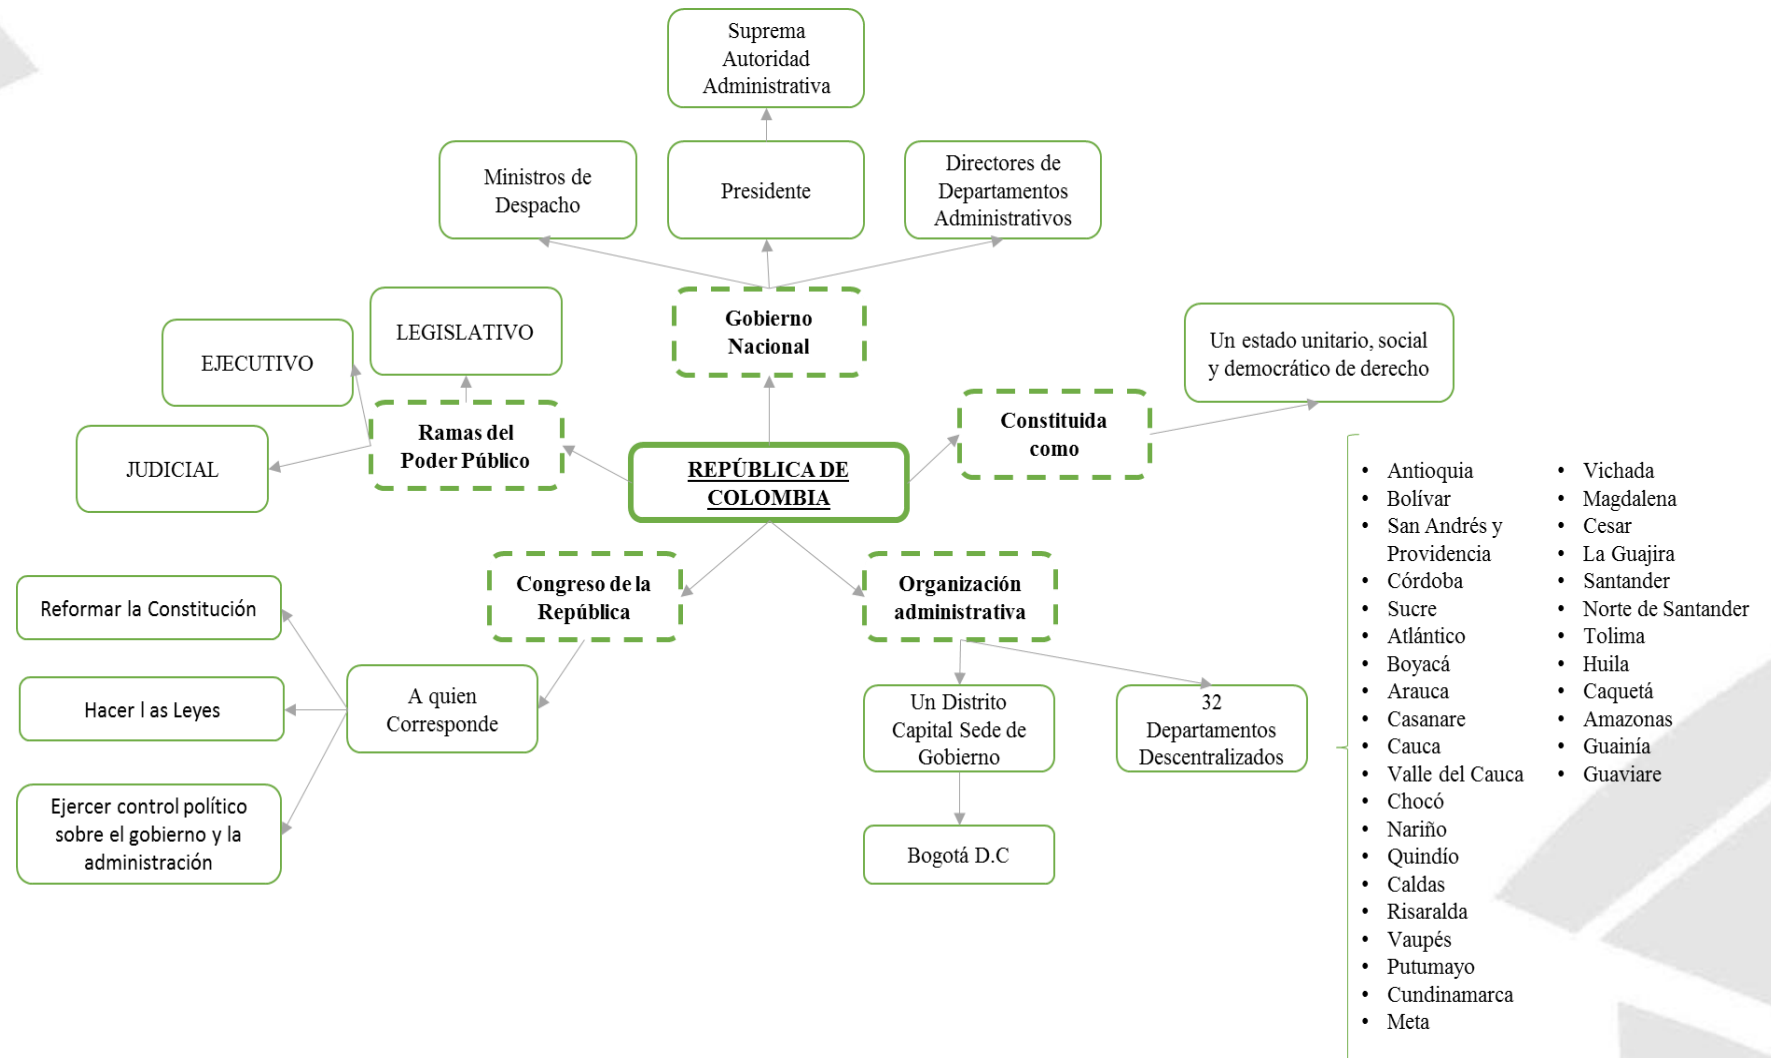 Suprema
Autoridad
Administrativa
Ministros de
Despacho
Presidente
Directores de
Departamentos
Administrativos
Gobierno
Nacional
LEGISLATIVO
EJECUTIVO
JUDICIAL
Ramas del
Poder Público
REPÚBLICA DE
COLOMBIA
Constituida
como
Un estado unitario, social
y democrático de derecho
Congreso de la
República
Organización
administrativa
A quien
Corresponde
Reformar la Constitución
Hacer l as Leyes
Ejercer control político
sobre el gobierno y la
administración
Un Distrito
Capital Sede de
Gobierno
Bogotá D.C
32
Departamentos
Descentralizados
• Antioquia
• Bolívar
• San Andrés y
Providencia
• Córdoba
• Sucre
• Atlántico
• Boyacá
• Arauca
• Casanare
• Cauca
• Valle del Cauca
• Chocó
• Nariño
• Quindío
• Caldas
• Risaralda
• Vaupés
• Putumayo
• Cundinamarca
• Meta
• Vichada
• Magdalena
• Cesar
• La Guajira
• Santander
• Norte de Santander
• Tolima
• Huila
• Caquetá
• Amazonas
• Guainía
• Guaviare